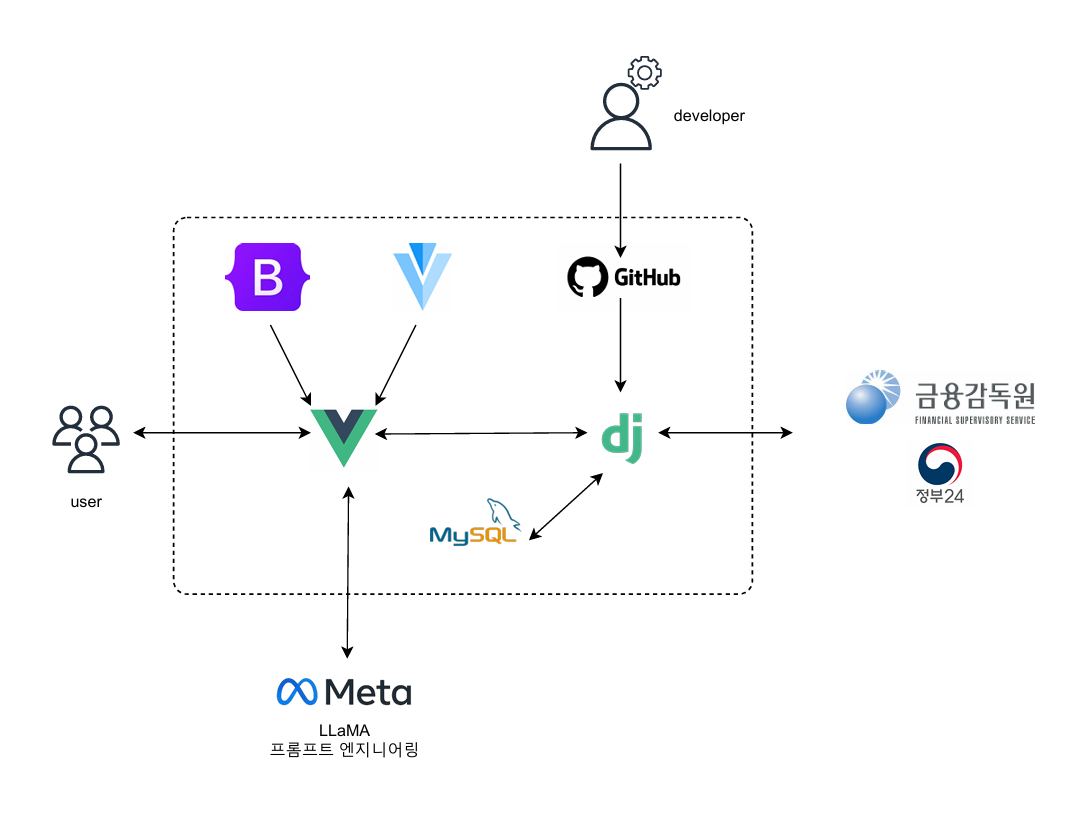 developer
B
GitHub
금융감독원
FINANCIAL SUPERVISORY SERVICE
dj
정부24
user
MySQL
Meta
LLaMA
프롬프트 엔지니어링